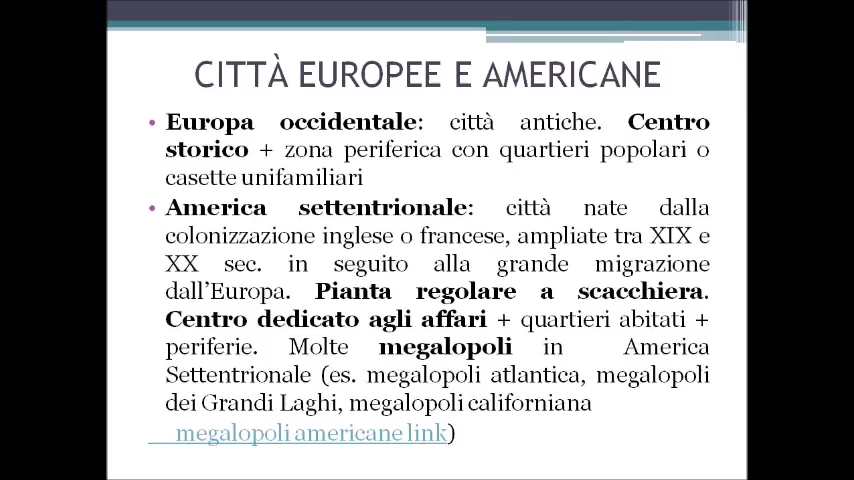 CITTÀ EUROPEE E AMERICANE
• Europa occidentale: città antiche. Centro
storico + zona periferica con quartieri popolari o
casette unifamiliari
• America settentrionale: città nate dalla
colonizzazione inglese o francese, ampliate tra XIX e
XX sec. in seguito alla grande migrazione
dall'Europa. Pianta regolare a scacchiera.
Centro dedicato agli affari + quartieri abitati +
periferie. Molte megalopoli in America
Settentrionale (es. megalopoli atlantica, megalopoli
dei Grandi Laghi, megalopoli californiana
megalopoli americane link)